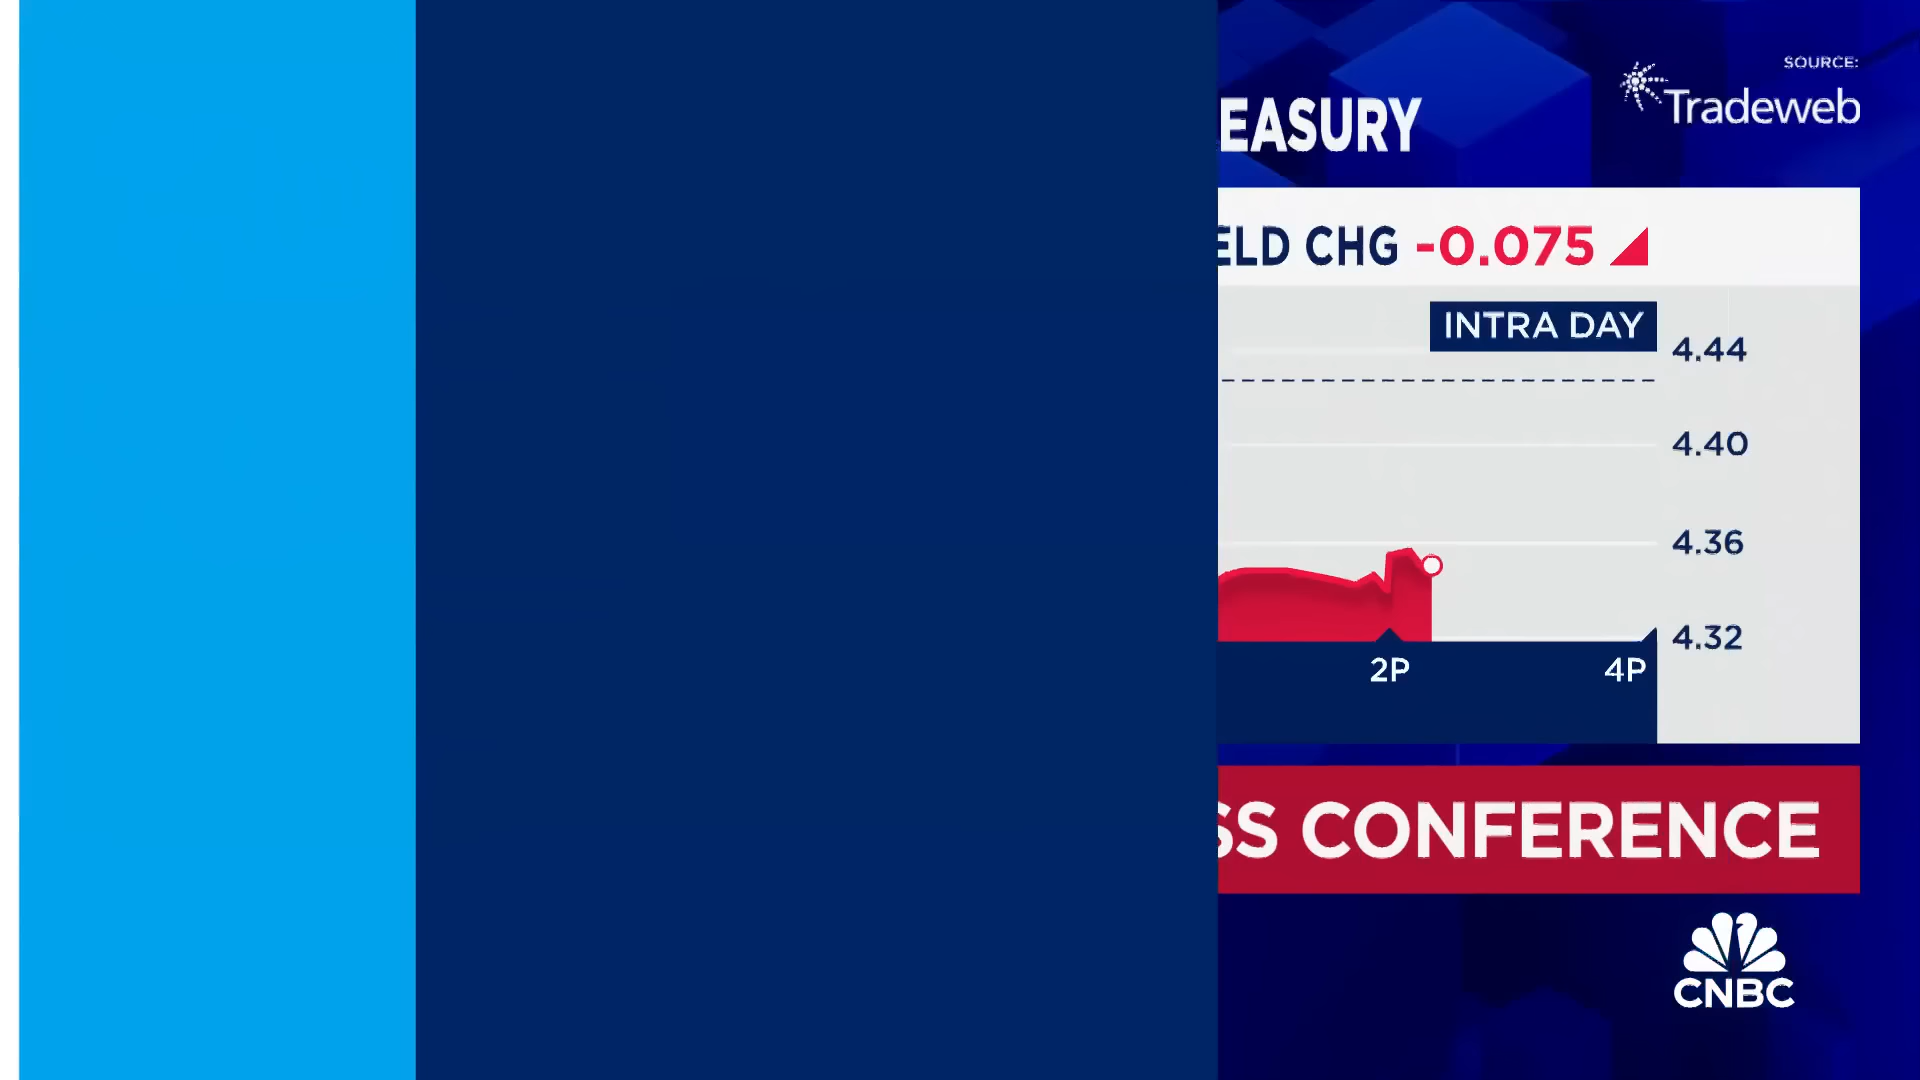 SOURCE:
Tradeweb
EASURY
ELD CHG -0.075
INTRA DAY
4.44
4.40
4.36
4.32
2P 4P
SS CONFERENCE
CNBC